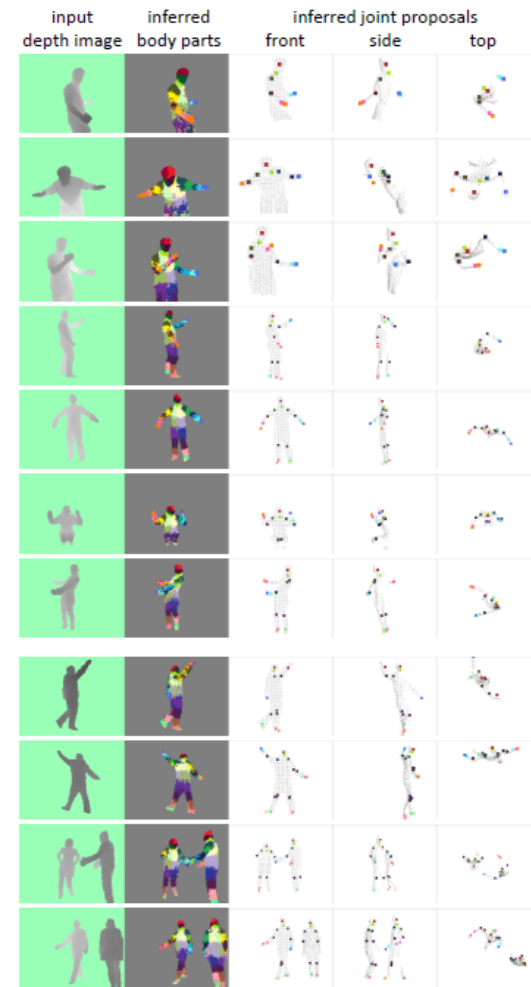 input inferred inferred joint proposals
depth image body parts front side top